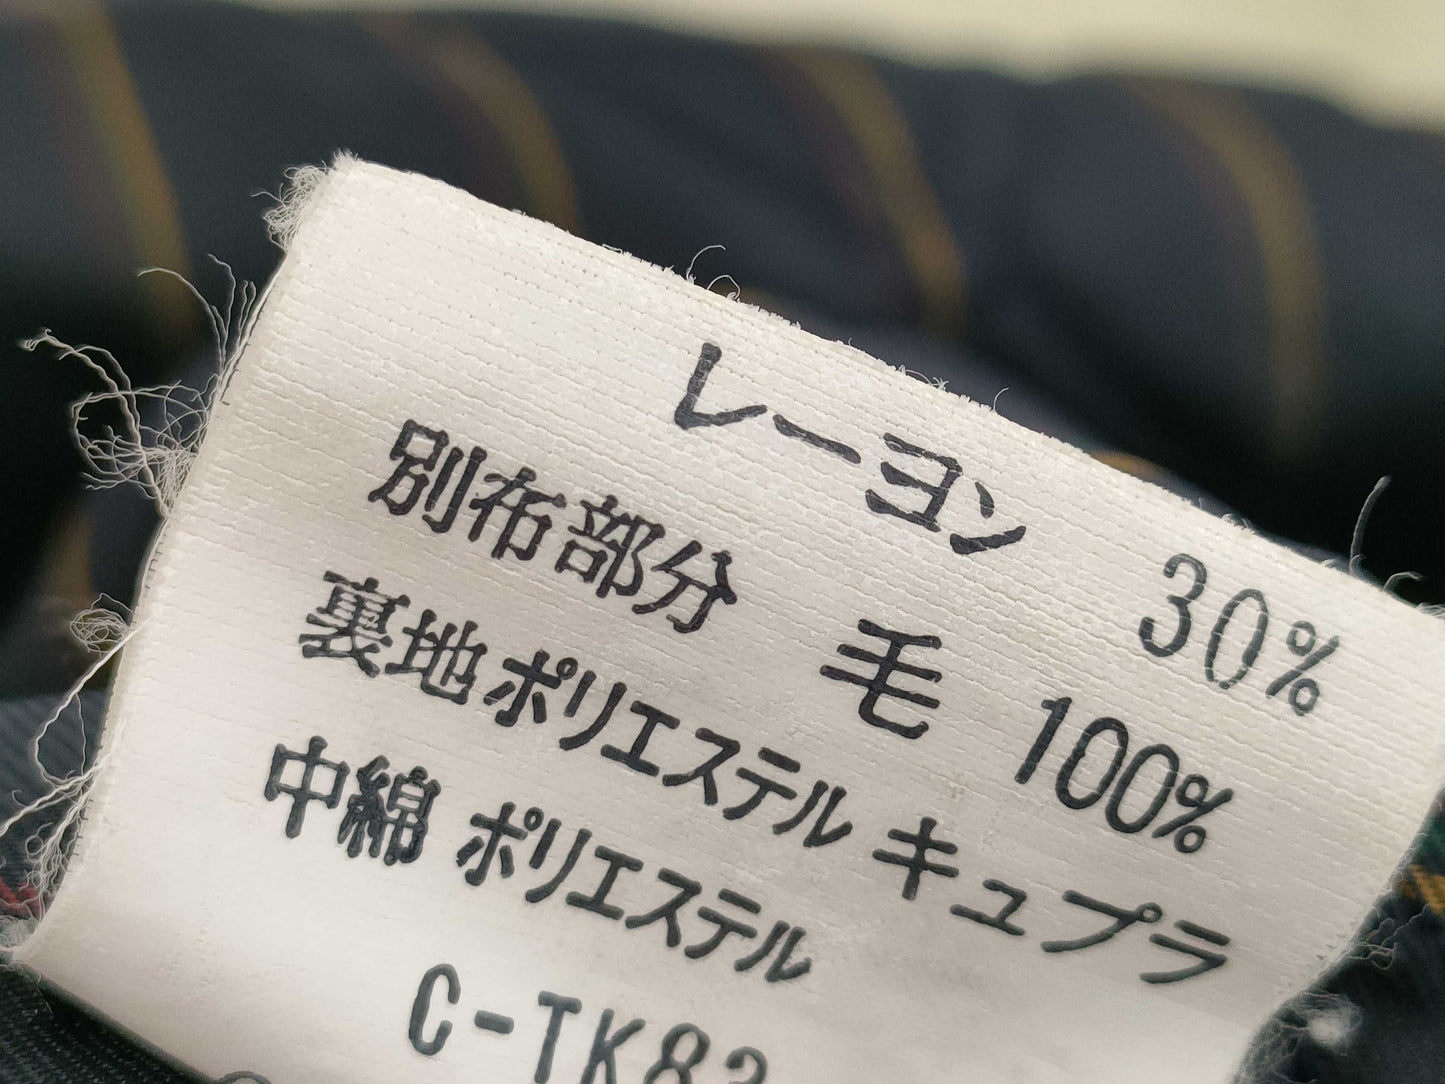 レーヨン 30%
別布部分 毛 100%
裏地 ポリエステル キュプラ
中綿 ポリエステル
C-TK83